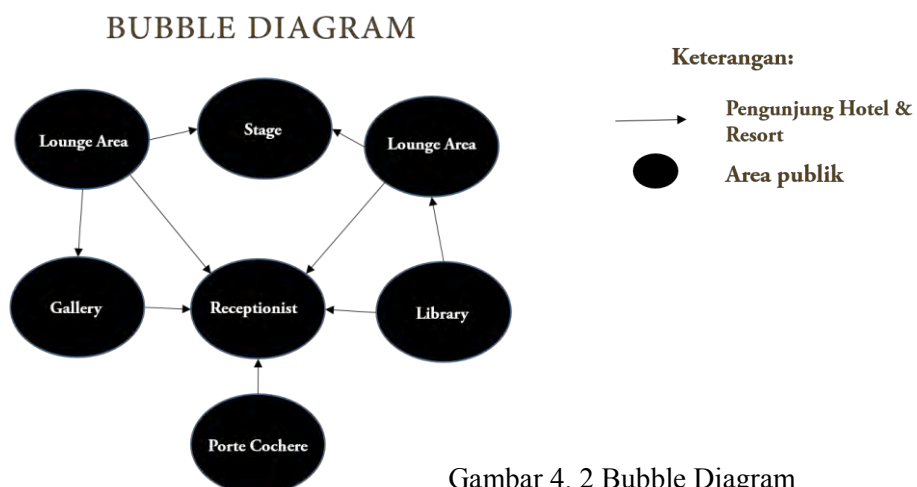 BUBBLE DIAGRAM
Keterangan:
Pengunjung Hotel &
Resort
Area publik
Lounge Area
Stage
Lounge Area
Gallery
Receptionist
Library
Porte Cochere
Gambar 4. 2 Bubble Diagram